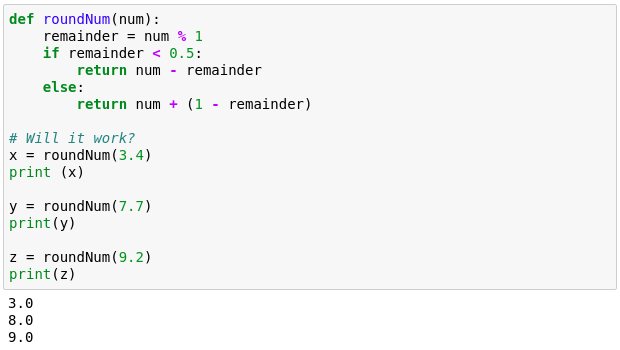 def roundNum(num):
    remainder = num % 1
    if remainder < 0.5:
        return num - remainder
    else:
        return num + (1 - remainder)

# Will it work?
x = roundNum(3.4)
print (x)

y = roundNum(7.7)
print(y)

z = roundNum(9.2)
print(z)
3.0
8.0
9.0